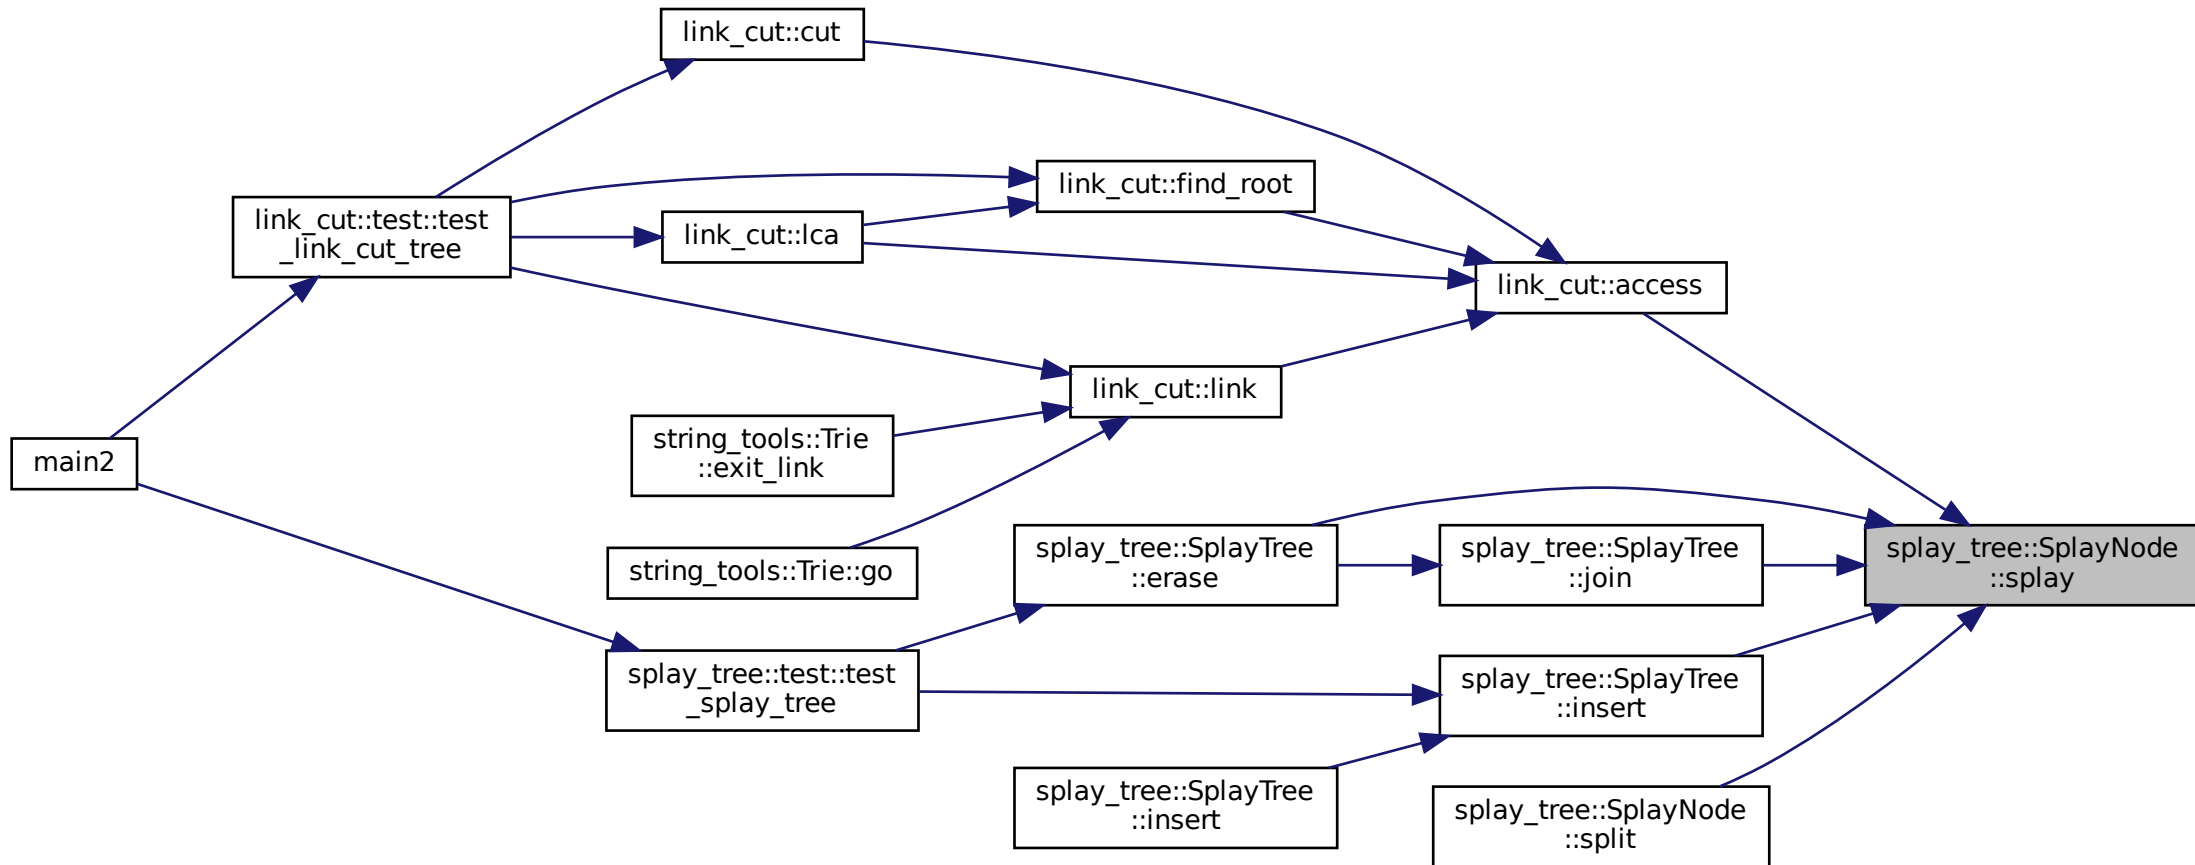 link_cut::cut
link_cut::find_root
link_cut::test::test
_link_cut_tree
link_cut::lca
link_cut::access
link_cut::link
string_tools::Trie
::exit_link
main2
string_tools::Trie::go
splay_tree::SplayTree
::erase
splay_tree::SplayTree
::join
splay_tree::SplayNode
::splay
splay_tree::test::test
_splay_tree
splay_tree::SplayTree
::insert
splay_tree::SplayTree
::insert
splay_tree::SplayNode
::split